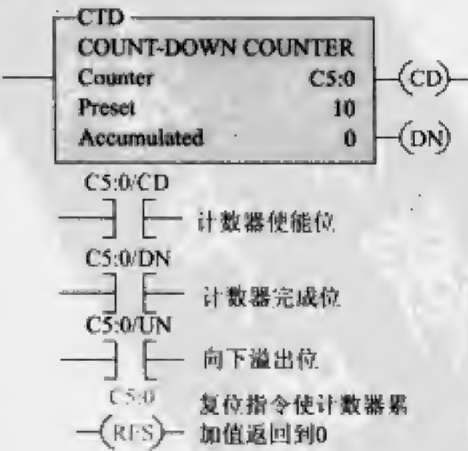 CTD
COUNT-DOWN COUNTER
Counter C5:0 (CD)
Preset 10
Accumulated 0 (DN)
C5:0/CD
计数器使能位
C5:0/DN
计数器完成位
C5:0/UN
向下溢出位
C5:0 复位指令使计数器累
(RES) 加值返回到0